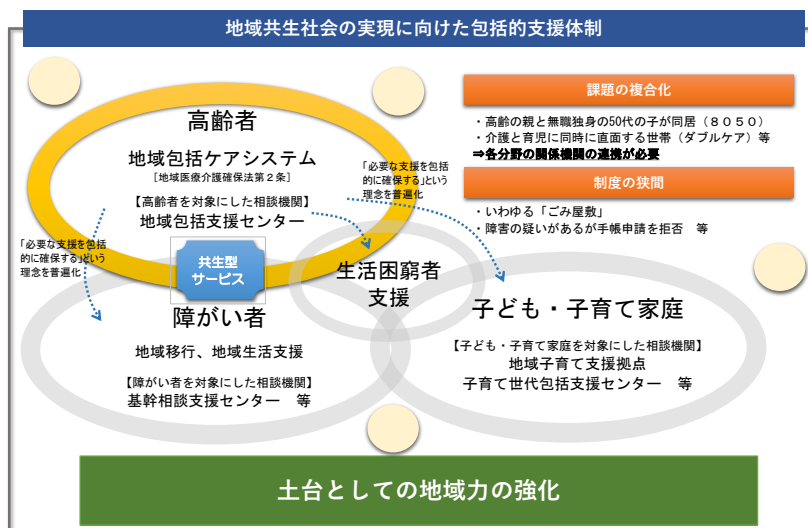 地域共生社会の実現に向けた包括的支援体制
高齢者
地域包括ケアシステム
[地域医療介護確保法第２条]
【高齢者を対象にした相談機関】
地域包括支援センター
「必要な支援を包括
的に確保する」という
理念を普遍化
「必要な支援を包括
的に確保する」という
理念を普遍化
共生型
サービス
障がい者
地域移行、地域生活支援
【障がい者を対象にした相談機関】
基幹相談支援センター　等
生活困窮者
支援
子ども・子育て家庭
【子ども・子育て家庭を対象にした相談機関】
地域子育て支援拠点
子育て世代包括支援センター　等
課題の複合化
・高齢の親と無職独身の50代の子が同居（８０５０）
・介護と育児に同時に直面する世帯（ダブルケア）等
⇒各分野の関係機関の連携が必要
制度の狭間
・いわゆる「ごみ屋敷」
・障害の疑いがあるが手帳申請を拒否　等
土台としての地域力の強化